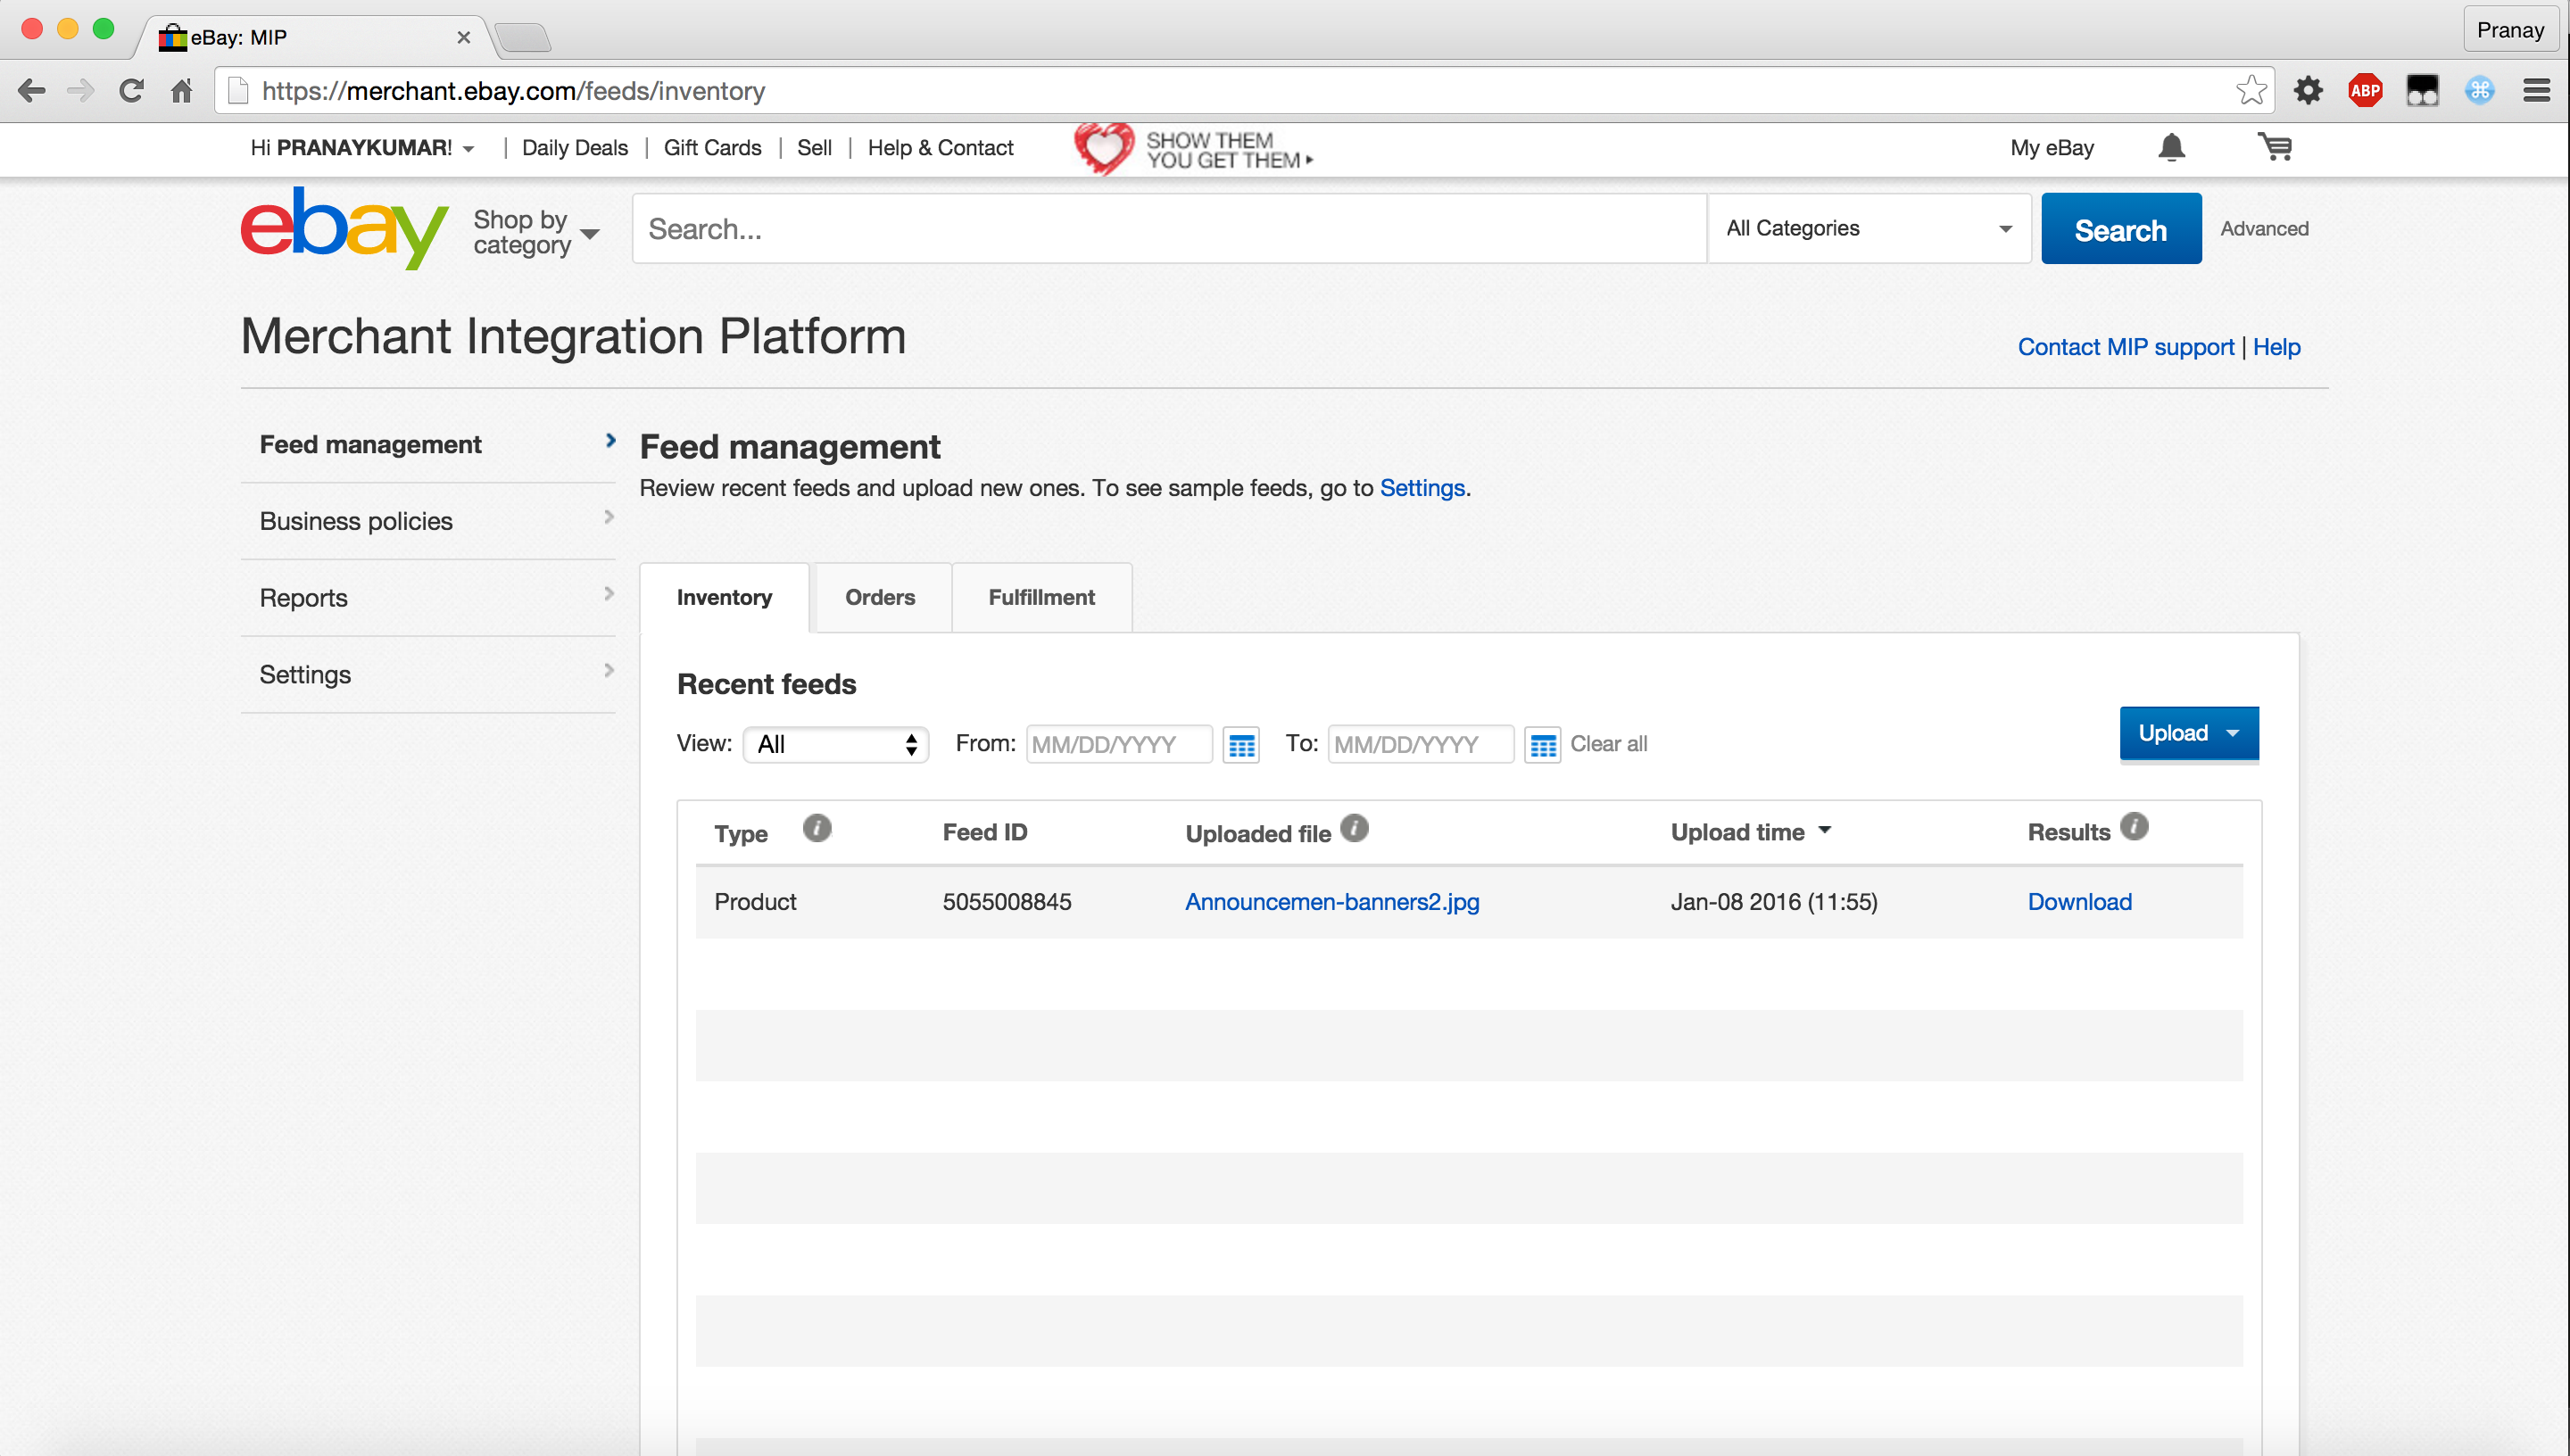 eBay: MIP
Pranay
https://merchant.ebay.com/feeds/inventory
ABP
Hi PRANAYKUMAR! | Daily Deals | Gift Cards | Sell | Help & Contact
SHOW THEM
YOU GET THEM
My eBay
ebay
Shop by
category
Search...
All Categories
Search
Advanced
Merchant Integration Platform
Contact MIP support | Help
Feed management
Business policies
Reports
Settings
Feed management
Review recent feeds and upload new ones. To see sample feeds, go to Settings.
Inventory Orders Fulfillment
Recent feeds
View: All From: MM/DD/YYYY To: MM/DD/YYYY Clear all
Upload
Type i Feed ID Uploaded file i Upload time Results i
Product 5055008845 Announcemen-banners2.jpg Jan-08 2016 (11:55) Download